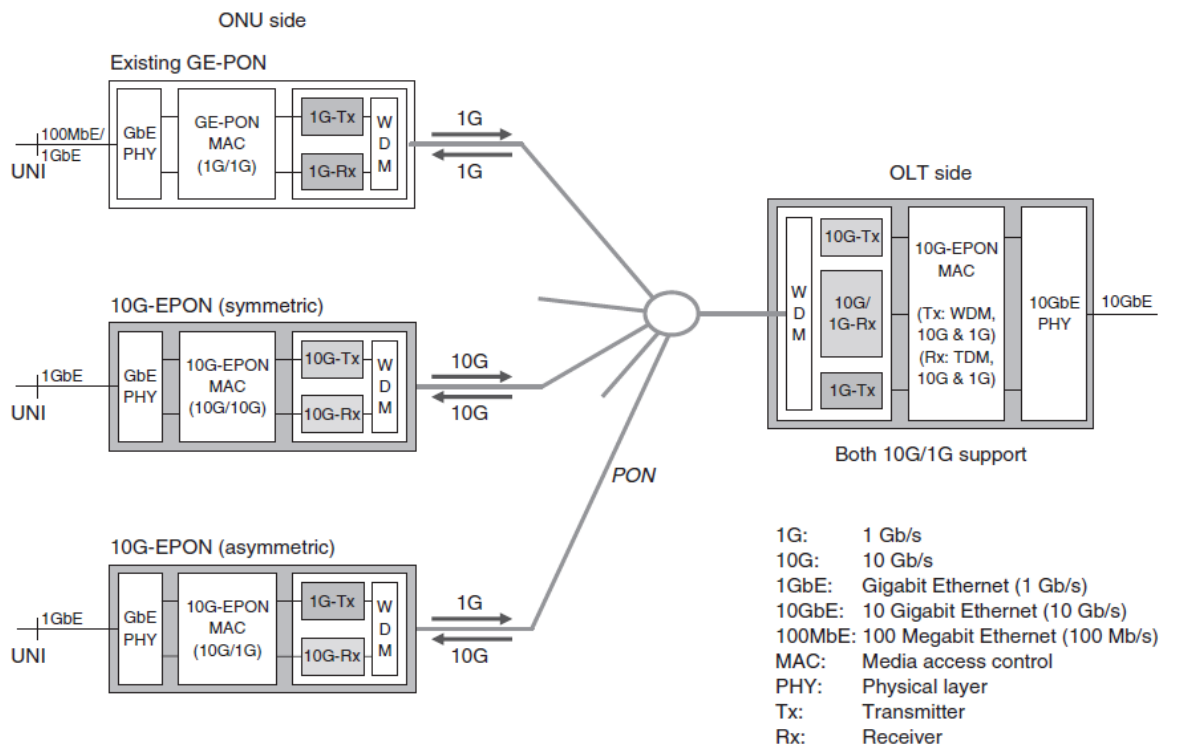 ONU side
Existing GE-PON
100MbE/
1GbE
UNI
GbE
PHY
GE-PON
MAC
(1G/1G)
1G-Tx
1G-Rx
W
D
M
1G
1G
10G-EPON (symmetric)
1GbE
UNI
GbE
PHY
10G-EPON
MAC
(10G/10G)
10G-Tx
10G-Rx
W
D
M
10G
10G
10G-EPON (asymmetric)
1GbE
UNI
GbE
PHY
10G-EPON
MAC
(10G/1G)
1G-Tx
10G-Rx
W
D
M
1G
10G
PON
OLT side
W
D
M
10G-Tx
10G/
1G-Rx
1G-Tx
10G-EPON
MAC
(Tx: WDM,
10G & 1G)
(Rx: TDM,
10G & 1G)
10GbE
PHY
10GbE
Both 10G/1G support
1G: 1 Gb/s
10G: 10 Gb/s
1GbE: Gigabit Ethernet (1 Gb/s)
10GbE: 10 Gigabit Ethernet (10 Gb/s)
100MbE: 100 Megabit Ethernet (100 Mb/s)
MAC: Media access control
PHY: Physical layer
Tx: Transmitter
Rx: Receiver